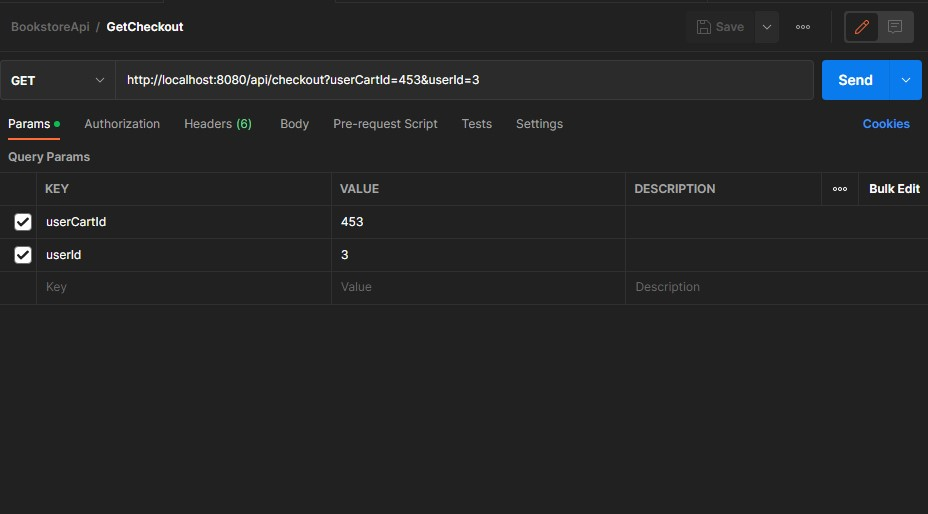 BookstoreApi / GetCheckout
Save
GET
http://localhost:8080/api/checkout?userCartId=453&userId=3
Send
Params Authorization Headers (6) Body Pre-request Script Tests Settings Cookies
Query Params
KEY VALUE DESCRIPTION Bulk Edit
userCartId 453
userId 3
Key Value Description